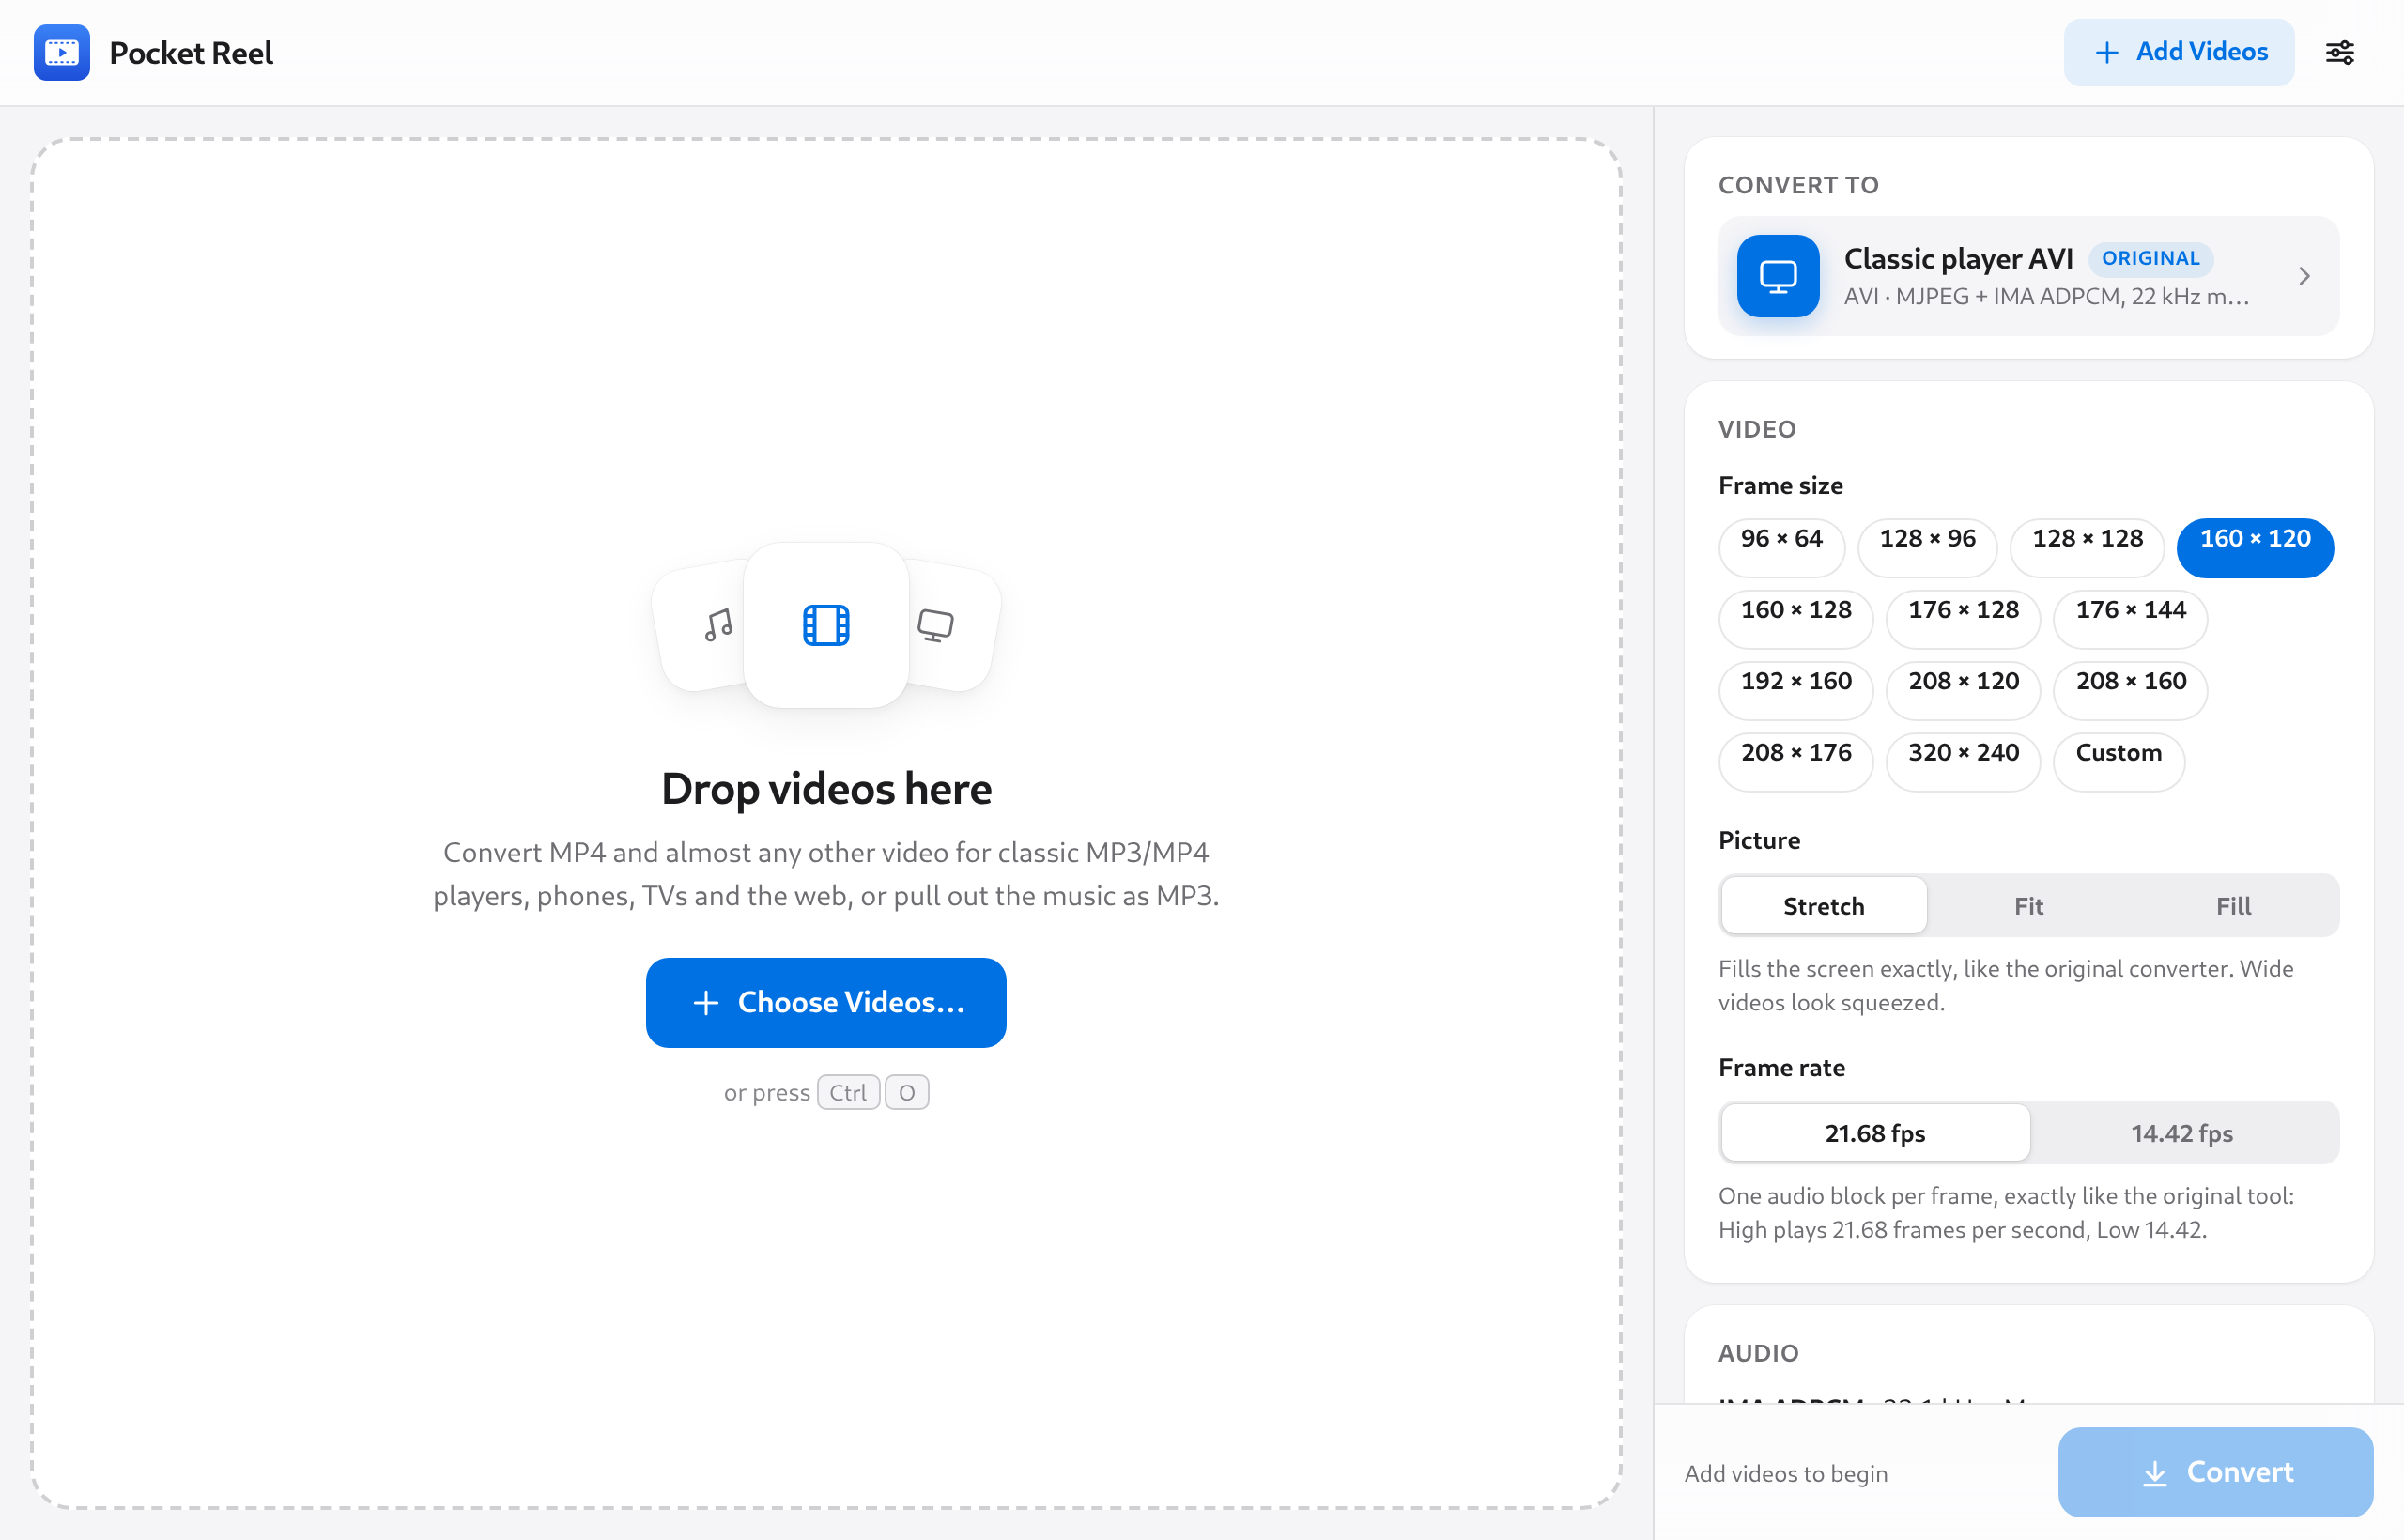 Pocket Reel
Add Videos
Drop videos here
Convert MP4 and almost any other video for classic MP3/MP4
players, phones, TVs and the web, or pull out the music as MP3.
Choose Videos...
or press Ctrl O
CONVERT TO
Classic player AVI ORIGINAL
AVI · MJPEG + IMA ADPCM, 22 kHz m...
VIDEO
Frame size
96 × 64 128 × 96 128 × 128 160 × 120
160 × 128 176 × 128 176 × 144
192 × 160 208 × 120 208 × 160
208 × 176 320 × 240 Custom
Picture
Stretch Fit Fill
Fills the screen exactly, like the original converter. Wide
videos look squeezed.
Frame rate
21.68 fps 14.42 fps
One audio block per frame, exactly like the original tool:
High plays 21.68 frames per second, Low 14.42.
AUDIO
Add videos to begin
Convert